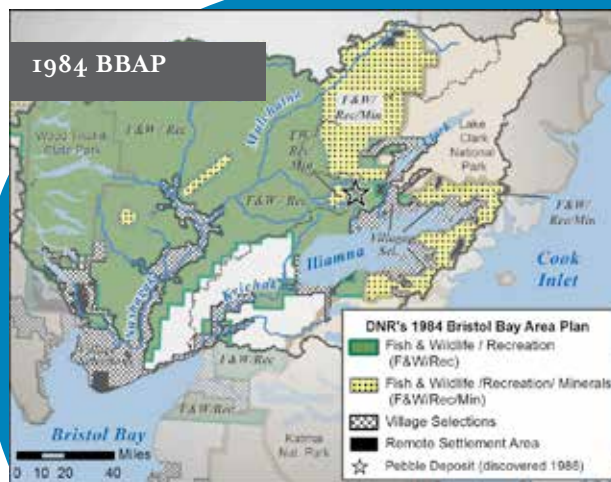 1984 BBAP
Wood Tikchik
State Park
F&W/Rec
Mulchatna
F&W/
Rec/Min
Clark
Lake
Clark
National
Park
F&W/
Rec/
Min
F&W/Rec
F&W/
Rec/Min
Village
Sel.
Iliamna
Cook
Inlet
Nushagak
Kvichak
F&W/Rec
F&W/Rec
Katmai
Nat. Park
Bristol Bay
Miles
0 10 20 40
DNR's 1984 Bristol Bay Area Plan
Fish & Wildlife / Recreation
(F&W/Rec)
Fish & Wildlife /Recreation/ Minerals
(F&W/Rec/Min)
Village Selections
Remote Settlement Area
Pebble Deposit (discovered 1988)